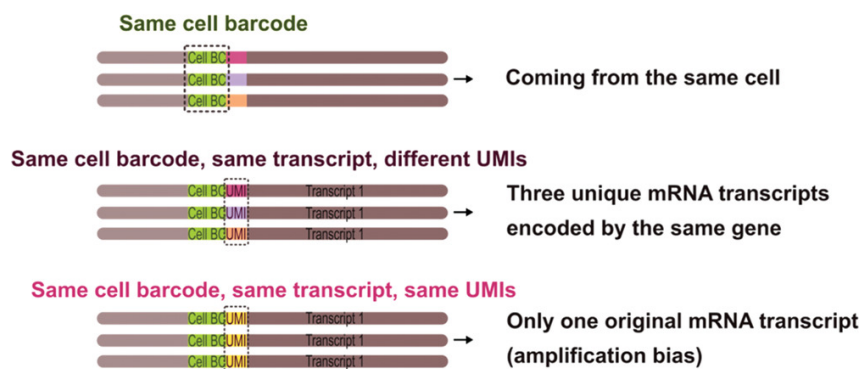 Same cell barcode
Cell BC
Cell BC
Cell BC
Coming from the same cell
Same cell barcode, same transcript, different UMIs
Cell BC UMI Transcript 1
Cell BC UMI Transcript 1
Cell BC UMI Transcript 1
Three unique mRNA transcripts
encoded by the same gene
Same cell barcode, same transcript, same UMIs
Cell BC UMI Transcript 1
Cell BC UMI Transcript 1
Cell BC UMI Transcript 1
Only one original mRNA transcript
(amplification bias)